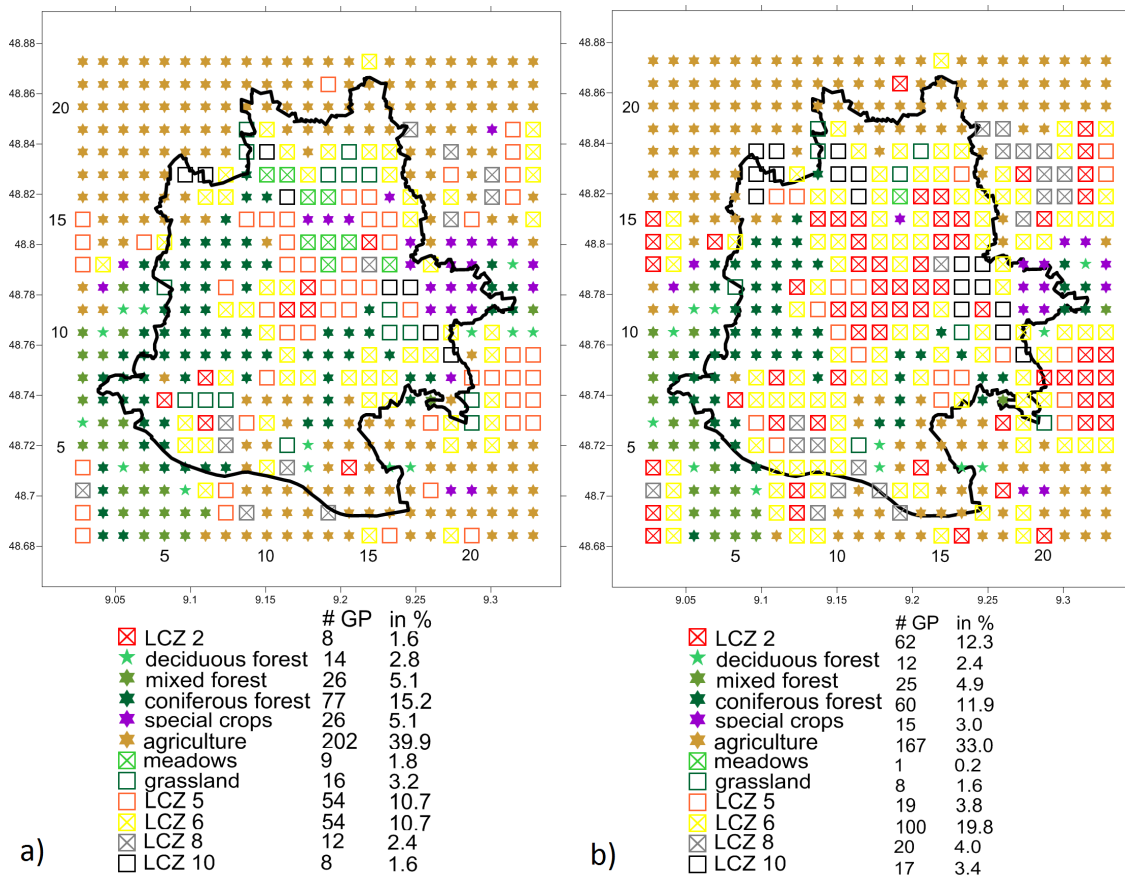 48.88
48.86
20
48.84
48.82
15
48.8
48.78
10
48.76
48.74
48.72 5
48.7
48.68
5 10 15 20
9.05 9.1 9.15 9.2 9.25 9.3
# GP in %
LCZ 2 8 1.6
deciduous forest 14 2.8
mixed forest 26 5.1
coniferous forest 77 15.2
special crops 26 5.1
agriculture 202 39.9
meadows 9 1.8
grassland 16 3.2
LCZ 5 54 10.7
LCZ 6 54 10.7
LCZ 8 12 2.4
LCZ 10 8 1.6
a)
48.88
48.86
20
48.84
48.82
15
48.8
48.78
10
48.76
48.74
48.72 5
48.7
48.68
5 10 15 20
9.05 9.1 9.15 9.2 9.25 9.3
# GP in %
LCZ 2 62 12.3
deciduous forest 12 2.4
mixed forest 25 4.9
coniferous forest 60 11.9
special crops 15 3.0
agriculture 167 33.0
meadows 1 0.2
grassland 8 1.6
LCZ 5 19 3.8
LCZ 6 100 19.8
LCZ 8 20 4.0
LCZ 10 17 3.4
b)